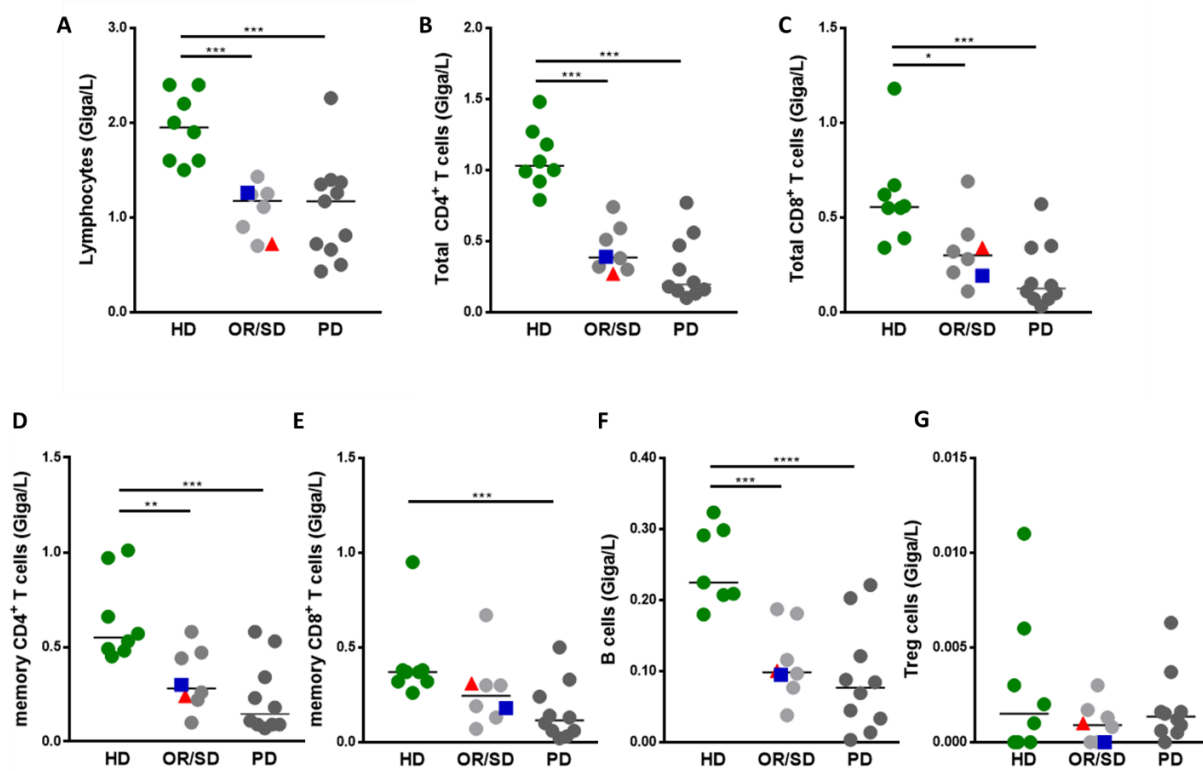 A
Lymphocytes (Giga/L)
3.0
2.0
1.0
0.0
***
***
HD OR/SD PD
B
Total CD4⁺ T cells (Giga/L)
2.0
1.5
1.0
0.5
0.0
***
***
HD OR/SD PD
C
Total CD8⁺ T cells (Giga/L)
1.5
1.0
0.5
0.0
***
*
HD OR/SD PD
D
memory CD4⁺ T cells (Giga/L)
1.5
1.0
0.5
0.0
***
**
HD OR/SD PD
E
memory CD8⁺ T cells (Giga/L)
1.5
1.0
0.5
0.0
***
HD OR/SD PD
F
B cells (Giga/L)
0.40
0.30
0.20
0.10
0.00
****
***
HD OR/SD PD
G
Treg cells (Giga/L)
0.015
0.010
0.005
0.000
HD OR/SD PD